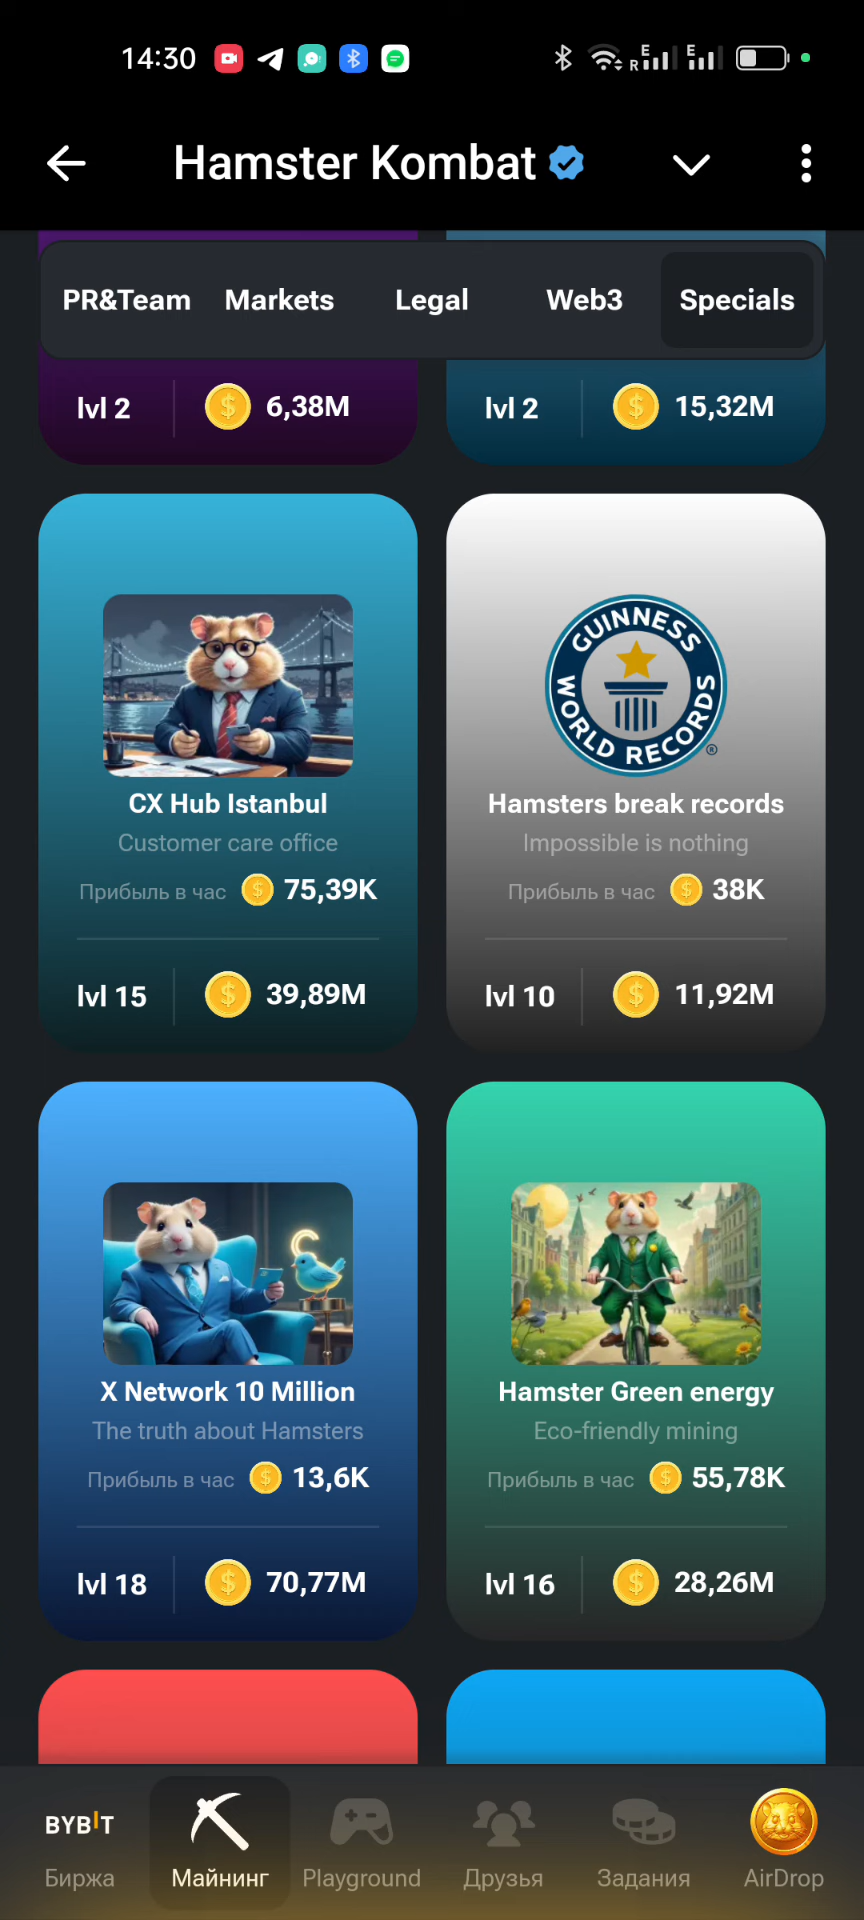 14:30
R E E
Hamster Kombat
PR&Team Markets Legal Web3 Specials
lvl 2 6,38M
lvl 2 15,32M
CX Hub Istanbul
Customer care office
Прибыль в час 75,39K
lvl 15 39,89M
GUINNESS WORLD RECORDS ®
Hamsters break records
Impossible is nothing
Прибыль в час 38K
lvl 10 11,92M
X Network 10 Million
The truth about Hamsters
Прибыль в час 13,6K
lvl 18 70,77M
Hamster Green energy
Eco-friendly mining
Прибыль в час 55,78K
lvl 16 28,26M
BYBIT
Биржа Майнинг Playground Друзья Задания AirDrop